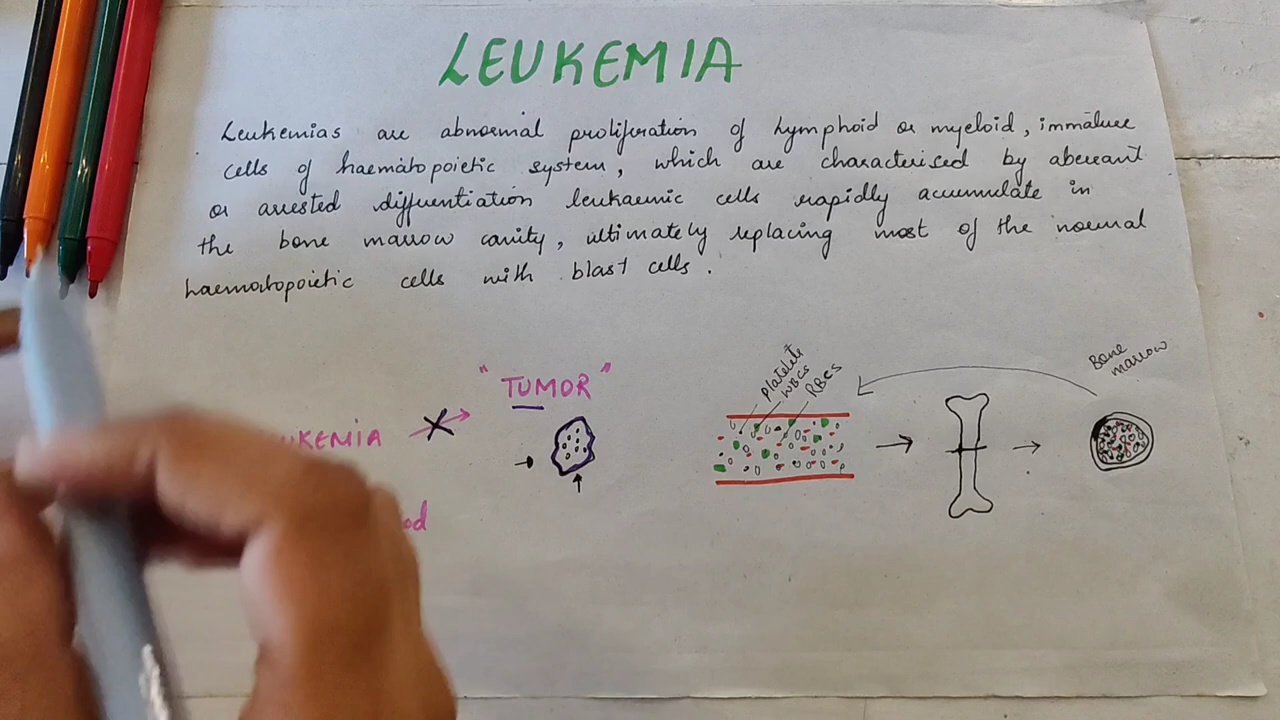 LEUKEMIA
Leukemias are abnormal proliferation of lymphoid or myeloid, immature
cells of haematopoietic system, which are characterised by aberrant
or arrested differentiation leukaemic cells rapidly accumulate in
the bone marrow cavity, ultimately replacing most of the normal
haematopoietic cells with blast cells.
"TUMOR"
UKEMIA
od
Platelets
WBCs
RBCs
Bone
marrow